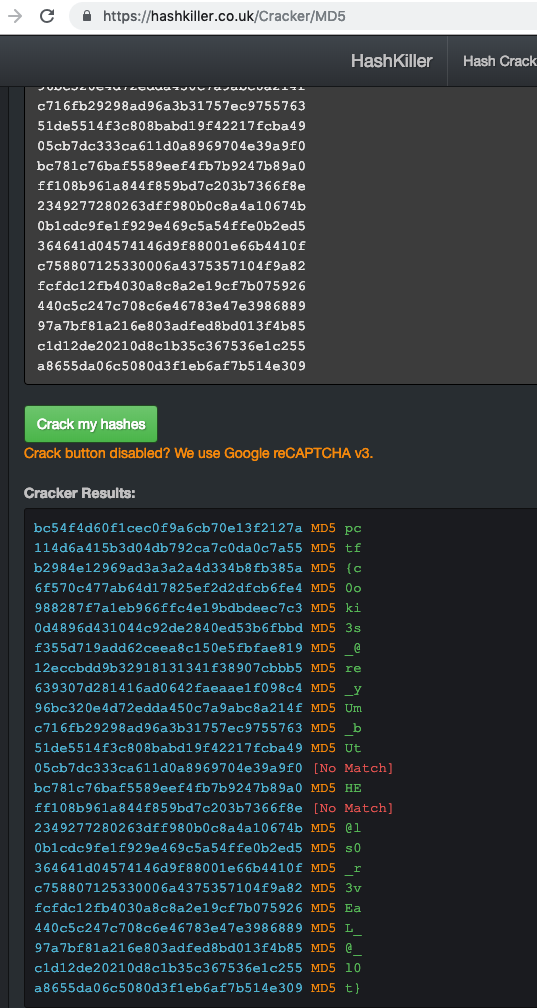 https://hashkiller.co.uk/Cracker/MD5
HashKiller
Hash Crack
96bc320e4d72edda450c7a9abc8a214f
c716fb29298ad96a3b31757ec9755763
51de5514f3c808babd19f42217fcba49
05cb7dc333ca611d0a8969704e39a9f0
bc781c76baf5589eef4fb7b9247b89a0
ff108b961a844f859bd7c203b7366f8e
2349277280263dff980b0c8a4a10674b
0b1cdc9fe1f929e469c5a54ffe0b2ed5
364641d04574146d9f88001e66b4410f
c758807125330006a4375357104f9a82
fcfdc12fb4030a8c8a2e19cf7b075926
440c5c247c708c6e46783e47e3986889
97a7bf81a216e803adfed8bd013f4b85
c1d12de20210d8c1b35c367536e1c255
a8655da06c5080d3f1eb6af7b514e309
Crack my hashes
Crack button disabled? We use Google reCAPTCHA v3.
Cracker Results:
bc54f4d60f1cec0f9a6cb70e13f2127a MD5 pc
114d6a415b3d04db792ca7c0da0c7a55 MD5 tf
b2984e12969ad3a3a2a4d334b8fb385a MD5 {c
6f570c477ab64d17825ef2d2dfcb6fe4 MD5 0o
988287f7a1eb966ffc4e19bdbdeec7c3 MD5 ki
0d4896d431044c92de2840ed53b6fbbd MD5 3s
f355d719add62ceea8c150e5fbfae819 MD5 _@
12eccbdd9b32918131341f38907cbbb5 MD5 re
639307d281416ad0642faeaae1f098c4 MD5 _y
96bc320e4d72edda450c7a9abc8a214f MD5 Um
c716fb29298ad96a3b31757ec9755763 MD5 _b
51de5514f3c808babd19f42217fcba49 MD5 Ut
05cb7dc333ca611d0a8969704e39a9f0 [No Match]
bc781c76baf5589eef4fb7b9247b89a0 MD5 HE
ff108b961a844f859bd7c203b7366f8e [No Match]
2349277280263dff980b0c8a4a10674b MD5 @l
0b1cdc9fe1f929e469c5a54ffe0b2ed5 MD5 s0
364641d04574146d9f88001e66b4410f MD5 _r
c758807125330006a4375357104f9a82 MD5 3v
fcfdc12fb4030a8c8a2e19cf7b075926 MD5 Ea
440c5c247c708c6e46783e47e3986889 MD5 L_
97a7bf81a216e803adfed8bd013f4b85 MD5 @_
c1d12de20210d8c1b35c367536e1c255 MD5 l0
a8655da06c5080d3f1eb6af7b514e309 MD5 t}